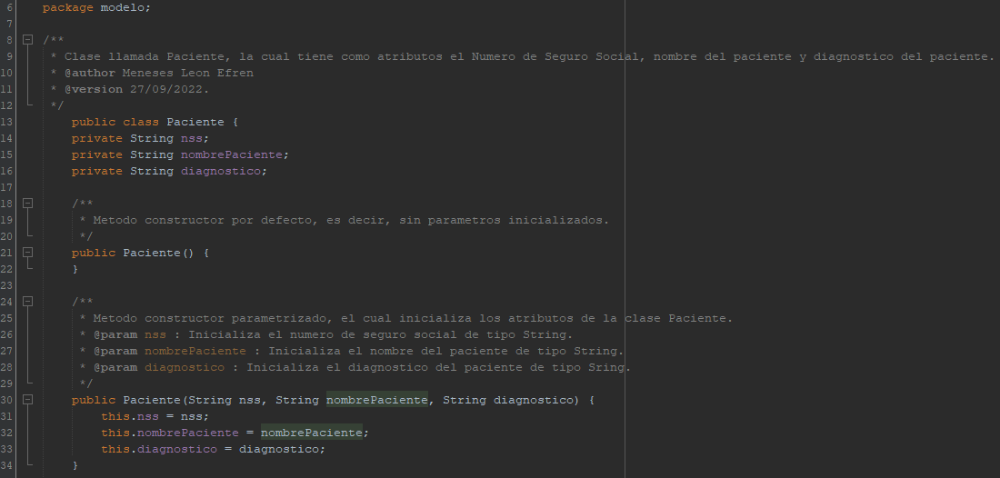 6 package modelo;
7
8 /**
9 * Clase llamada Paciente, la cual tiene como atributos el Numero de Seguro Social, nombre del paciente y diagnostico del paciente.
10 * @author Meneses Leon Efren
11 * @version 27/09/2022.
12 */
13 public class Paciente {
14 private String nss;
15 private String nombrePaciente;
16 private String diagnostico;
17
18 /**
19 * Metodo constructor por defecto, es decir, sin parametros inicializados.
20 */
21 public Paciente() {
22 }
23
24 /**
25 * Metodo constructor parametrizado, el cual inicializa los atributos de la clase Paciente.
26 * @param nss : Inicializa el numero de seguro social de tipo String.
27 * @param nombrePaciente : Inicializa el nombre del paciente de tipo String.
28 * @param diagnostico : Inicializa el diagnostico del paciente de tipo Sring.
29 */
30 public Paciente(String nss, String nombrePaciente, String diagnostico) {
31 this.nss = nss;
32 this.nombrePaciente = nombrePaciente;
33 this.diagnostico = diagnostico;
34 }